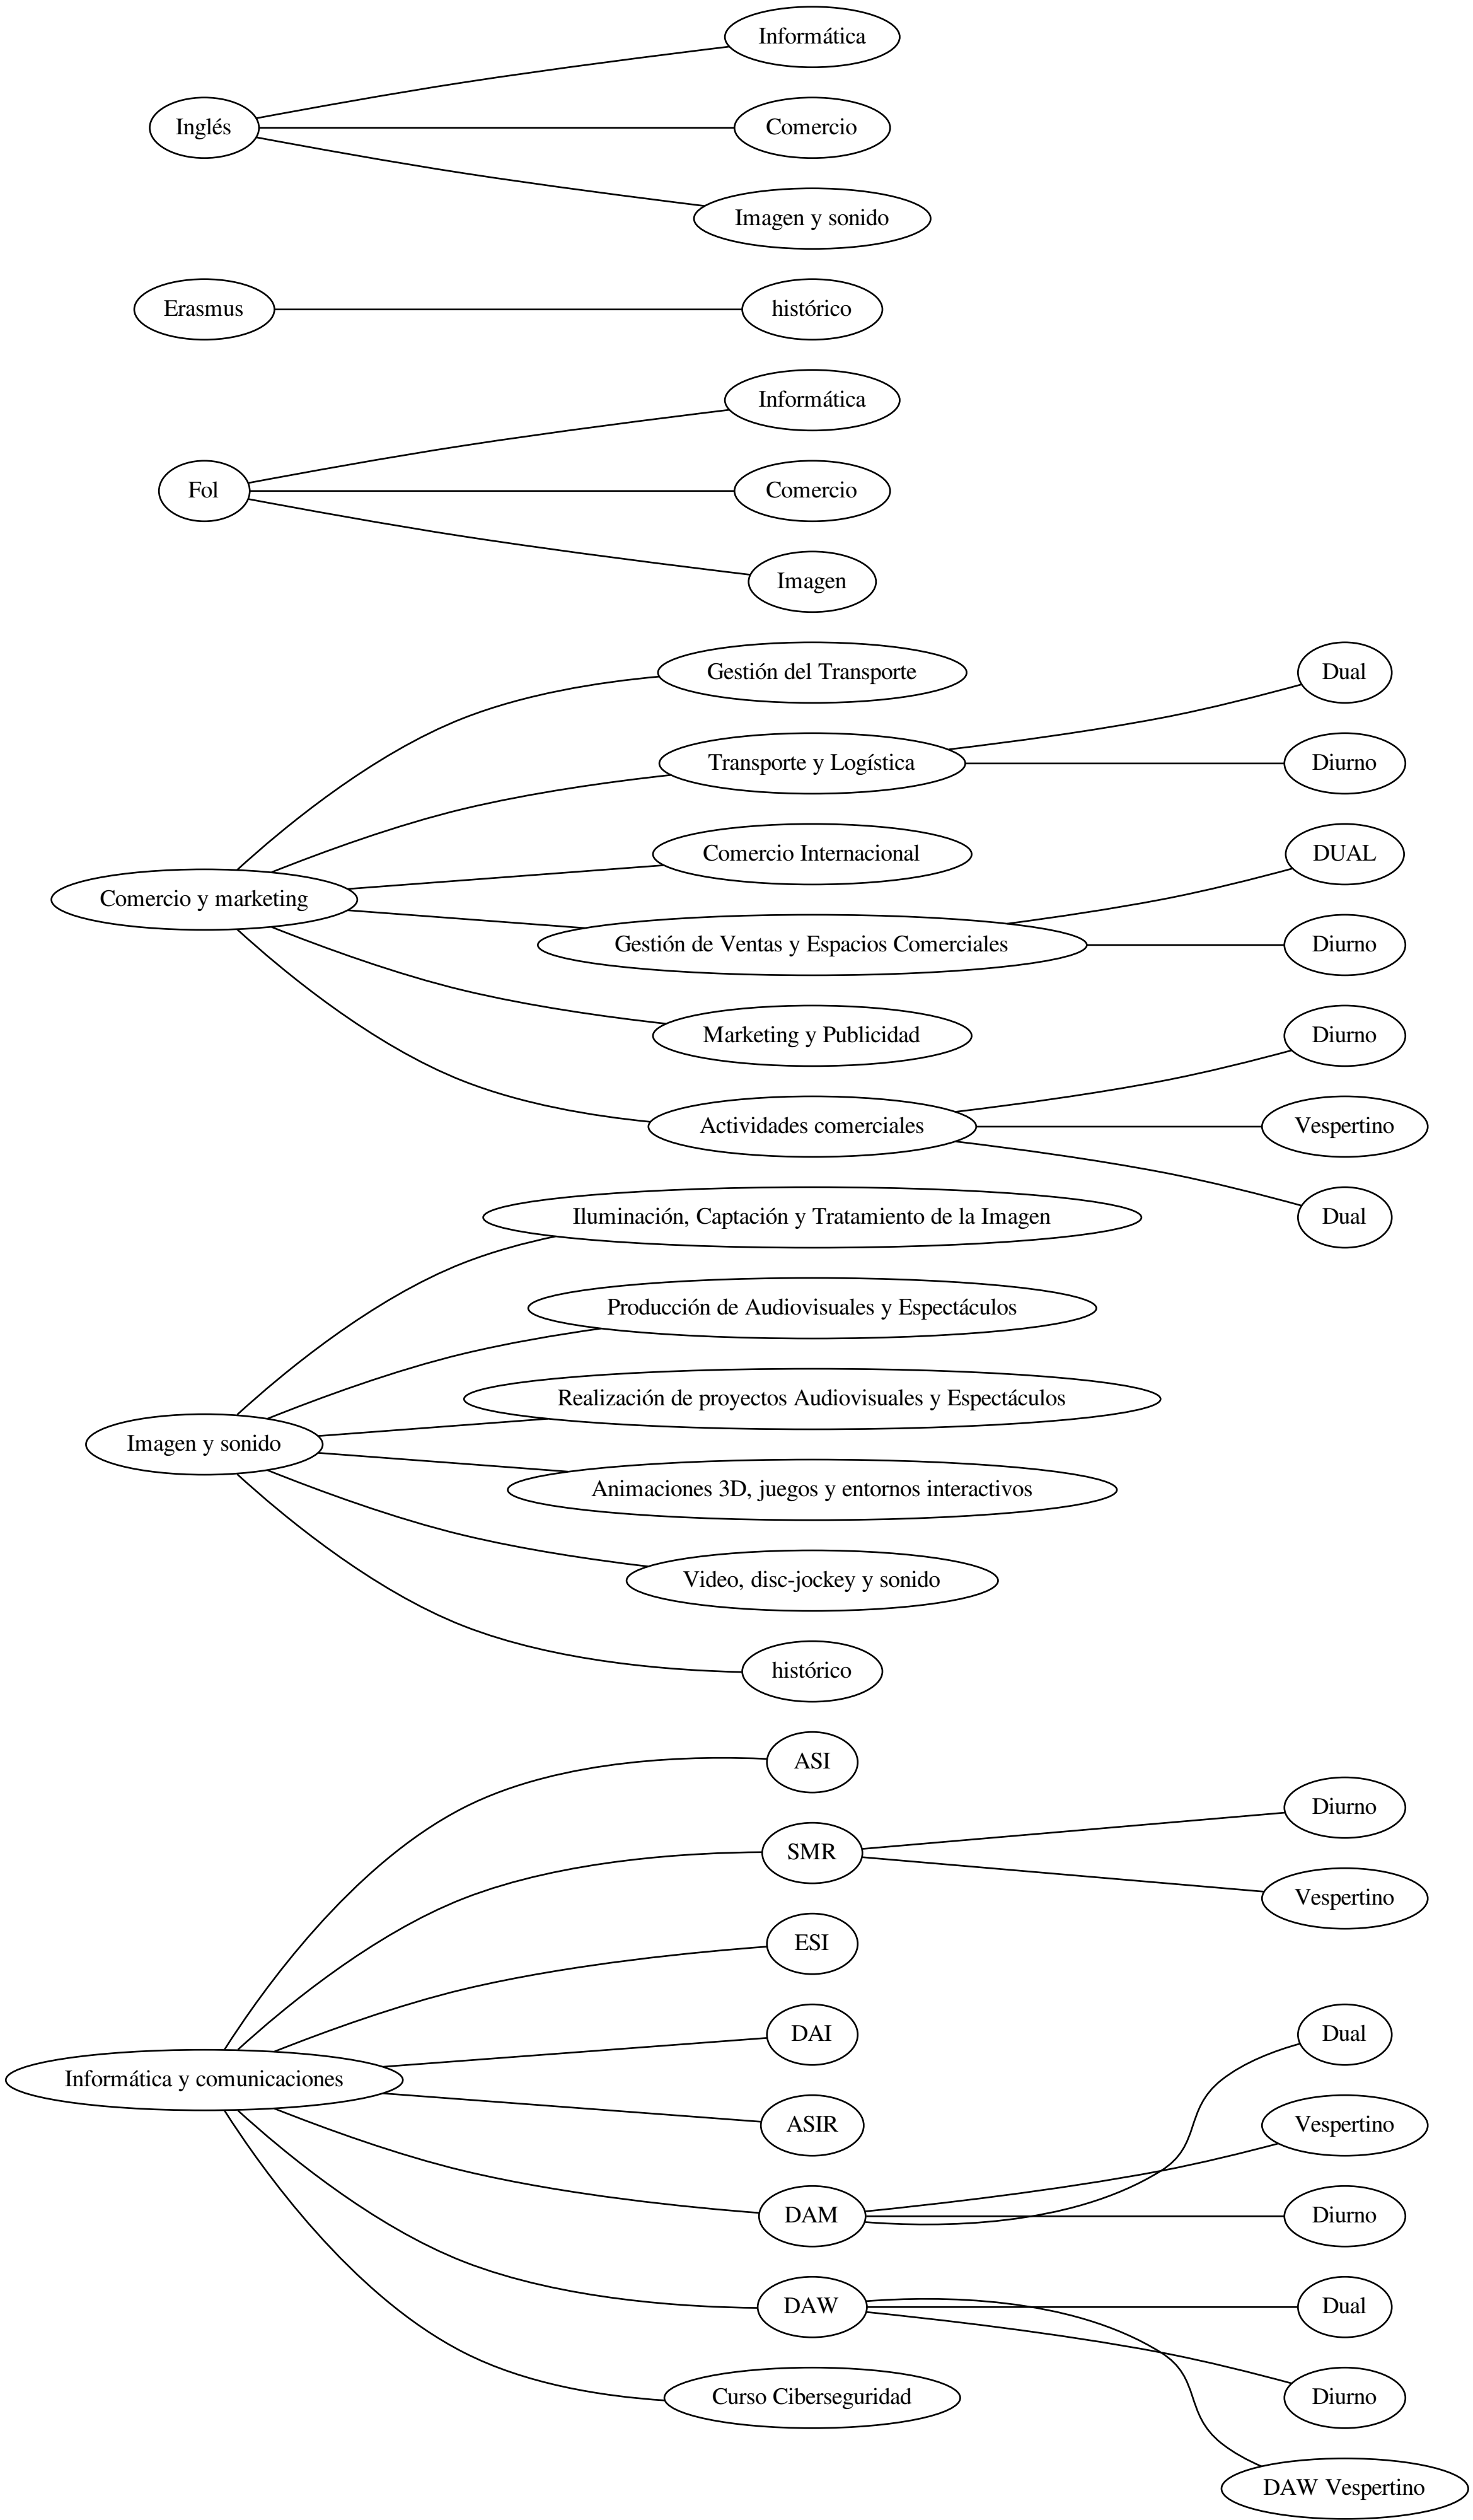 Inglés
Informática
Comercio
Imagen y sonido
Erasmus
histórico
Fol
Informática
Comercio
Imagen
Comercio y marketing
Gestión del Transporte
Transporte y Logística
Dual
Diurno
Comercio Internacional
Gestión de Ventas y Espacios Comerciales
DUAL
Diurno
Marketing y Publicidad
Actividades comerciales
Diurno
Vespertino
Dual
Imagen y sonido
Iluminación, Captación y Tratamiento de la Imagen
Producción de Audiovisuales y Espectáculos
Realización de proyectos Audiovisuales y Espectáculos
Animaciones 3D, juegos y entornos interactivos
Video, disc-jockey y sonido
histórico
Informática y comunicaciones
ASI
SMR
Diurno
Vespertino
ESI
DAI
ASIR
DAM
Dual
Vespertino
Diurno
DAW
Dual
Diurno
DAW Vespertino
Curso Ciberseguridad